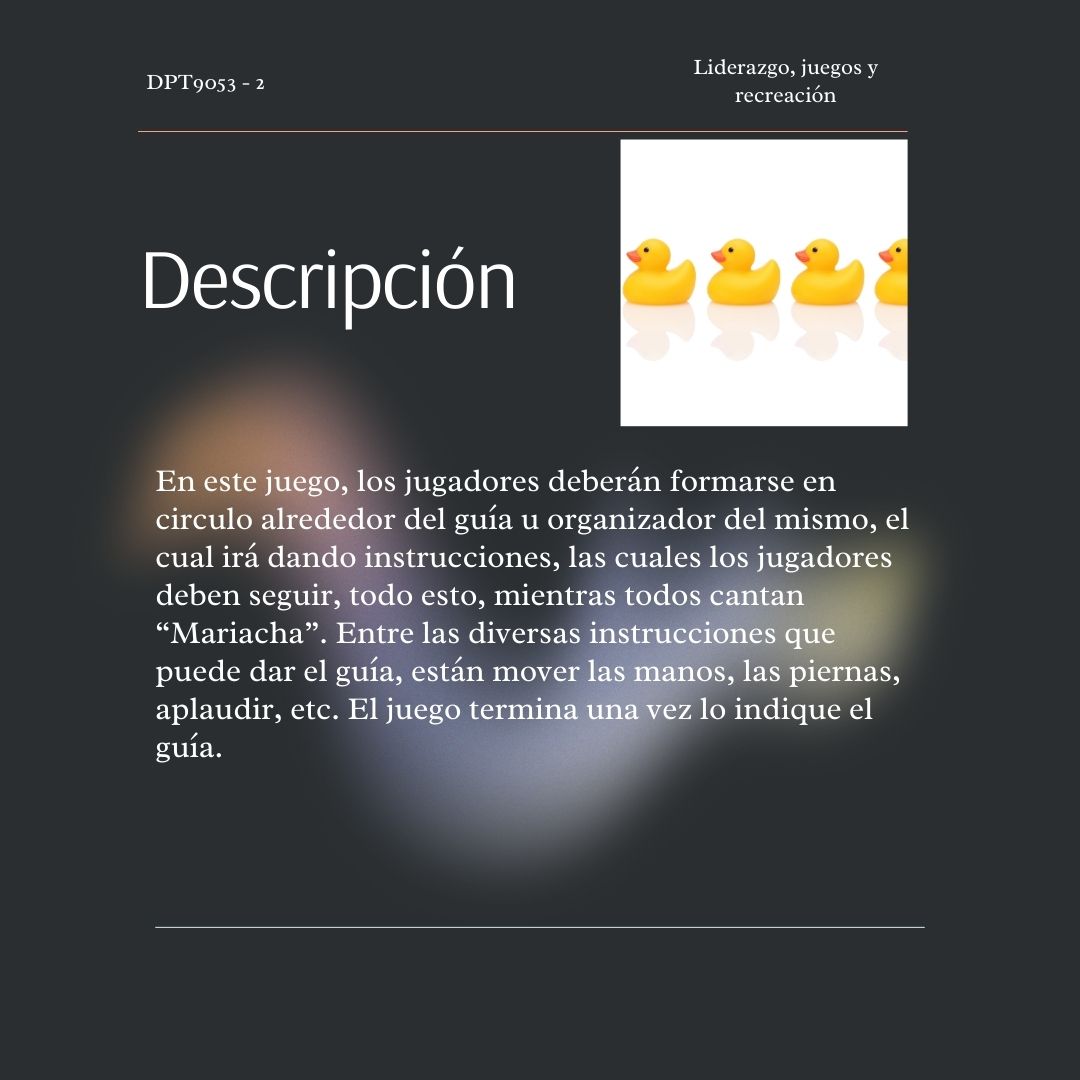 DPT9053 - 2
Liderazgo, juegos y
recreación
Descripción
En este juego, los jugadores deberán formarse en
circulo alrededor del guía u organizador del mismo, el
cual irá dando instrucciones, las cuales los jugadores
deben seguir, todo esto, mientras todos cantan
“Mariacha”. Entre las diversas instrucciones que
puede dar el guía, están mover las manos, las piernas,
aplaudir, etc. El juego termina una vez lo indique el
guía.